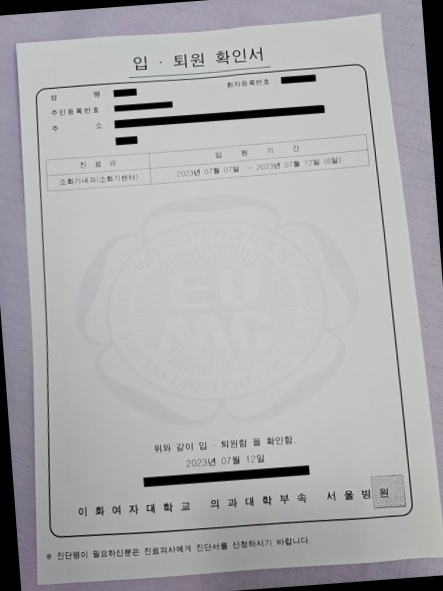 입 · 퇴원 확인서
성 명
환자등록번호 :
주민등록번호 :
주 소
진 료 과
입 원 기 간
소화기내과(소화기센터)
2023년 07월 07일 - 2023년 07월 12일 (6일)
EU
MC
위와 같이 입 · 퇴원함 을 확인함.
2023년 07월 12일
이 화 여 자 대 학 교 의 과 대 학 부 속 서 울 병 원
※ 진단명이 필요하신분은 진료의사에게 진단서를 신청하시기 바랍니다.